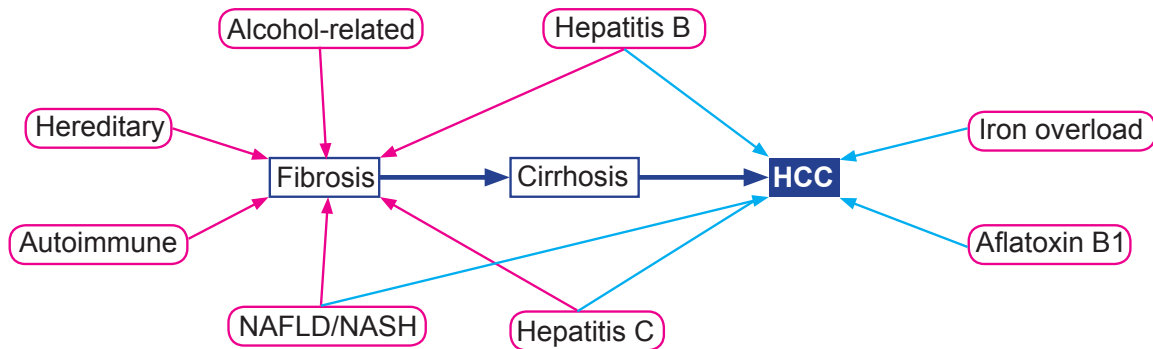 Alcohol-related
Hepatitis B
Hereditary
Iron overload
Fibrosis
Cirrhosis
HCC
Autoimmune
Aflatoxin B1
NAFLD/NASH
Hepatitis C